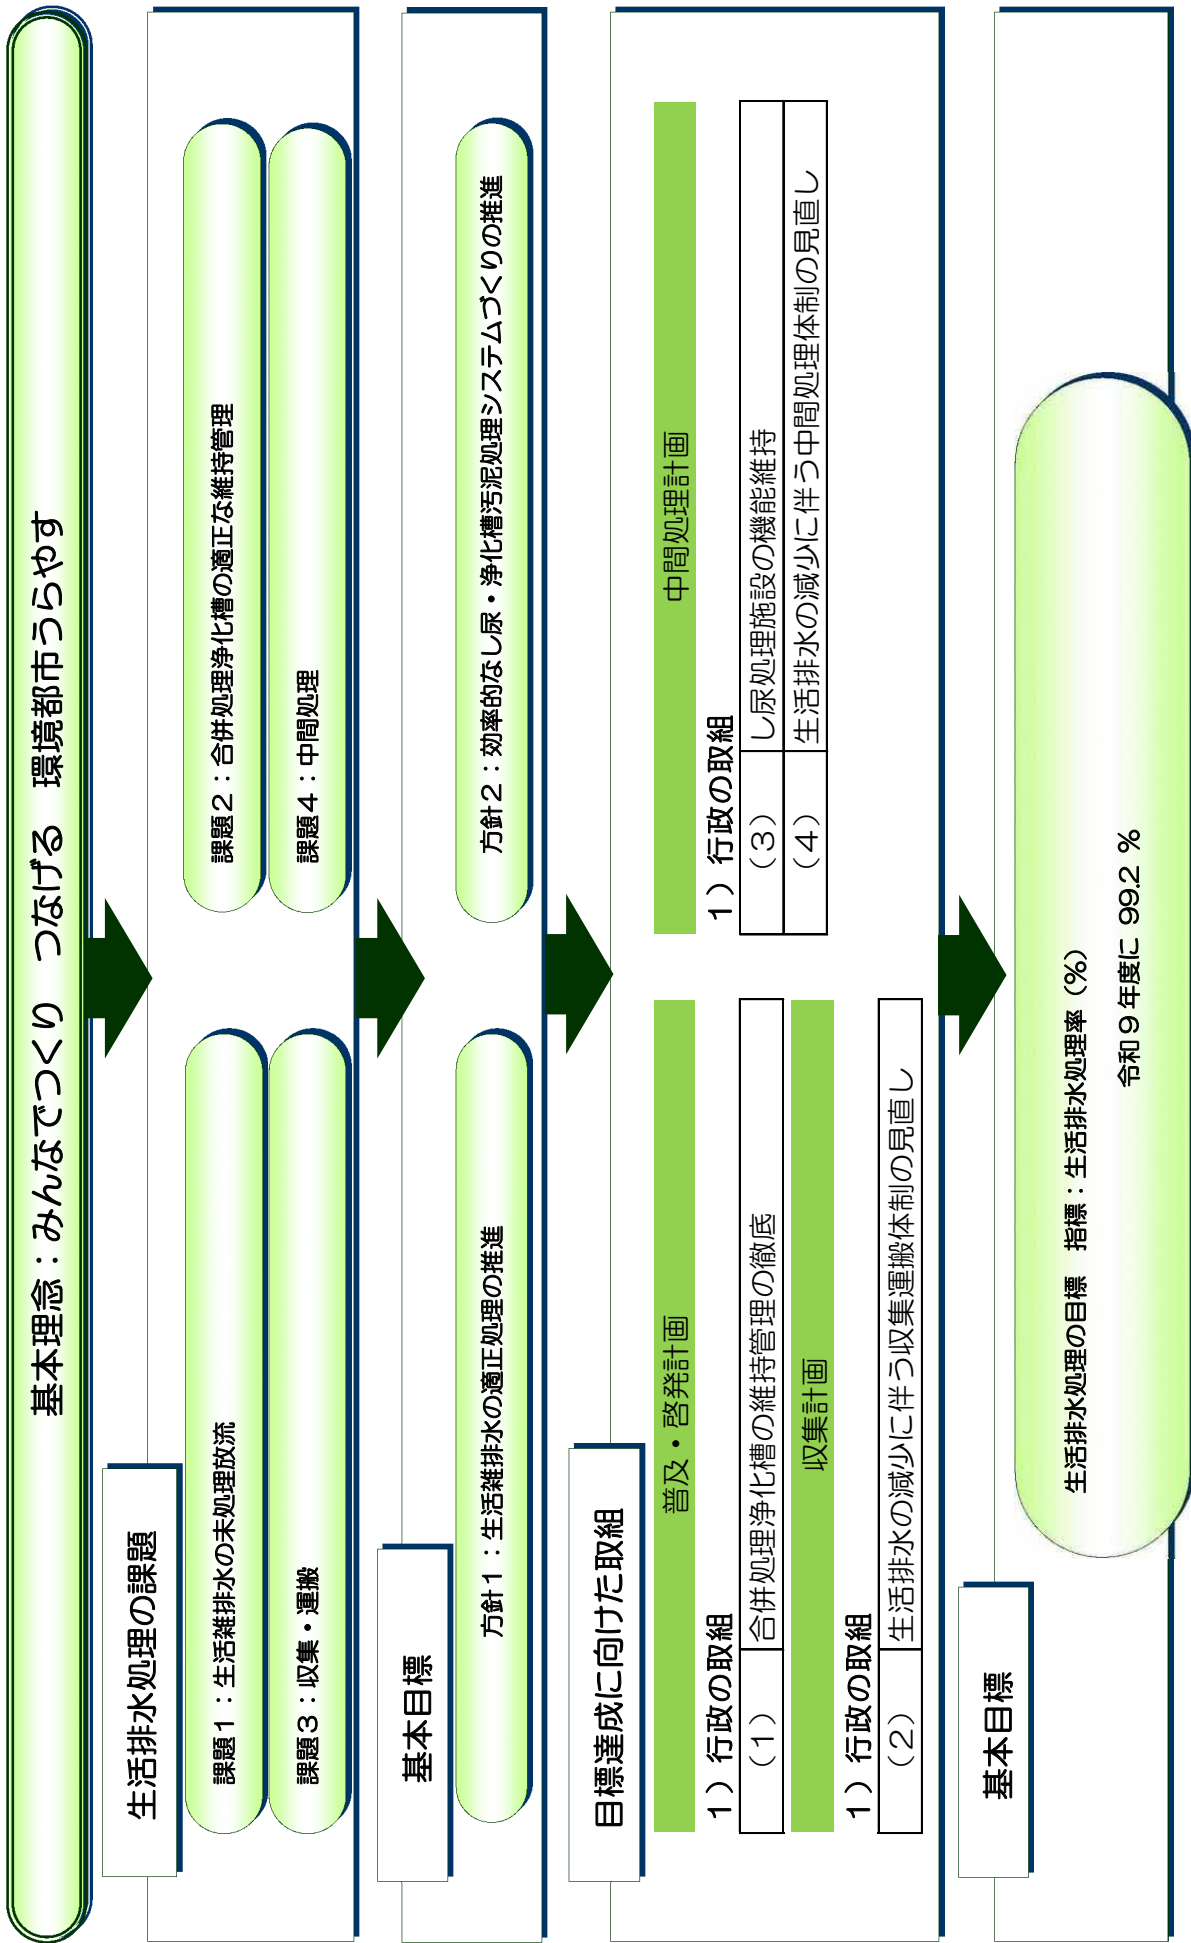 基本理念：みんなでつくり　つなげる　環境都市うらやす
生活排水処理の課題
課題１：生活雑排水の未処理放流
課題２：合併処理浄化槽の適正な維持管理
課題３：収集・運搬
課題４：中間処理
基本目標
方針１：生活雑排水の適正処理の推進
方針２：効率的なし尿・浄化槽汚泥処理システムづくりの推進
目標達成に向けた取組
普及・啓発計画
１）行政の取組
（１） 合併処理浄化槽の維持管理の徹底
収集計画
１）行政の取組
（２） 生活排水の減少に伴う収集運搬体制の見直し
中間処理計画
１）行政の取組
（３） し尿処理施設の機能維持
（４） 生活排水の減少に伴う中間処理体制の見直し
基本目標
生活排水処理の目標　指標：生活排水処理率（％）
令和９年度に 99.2 ％